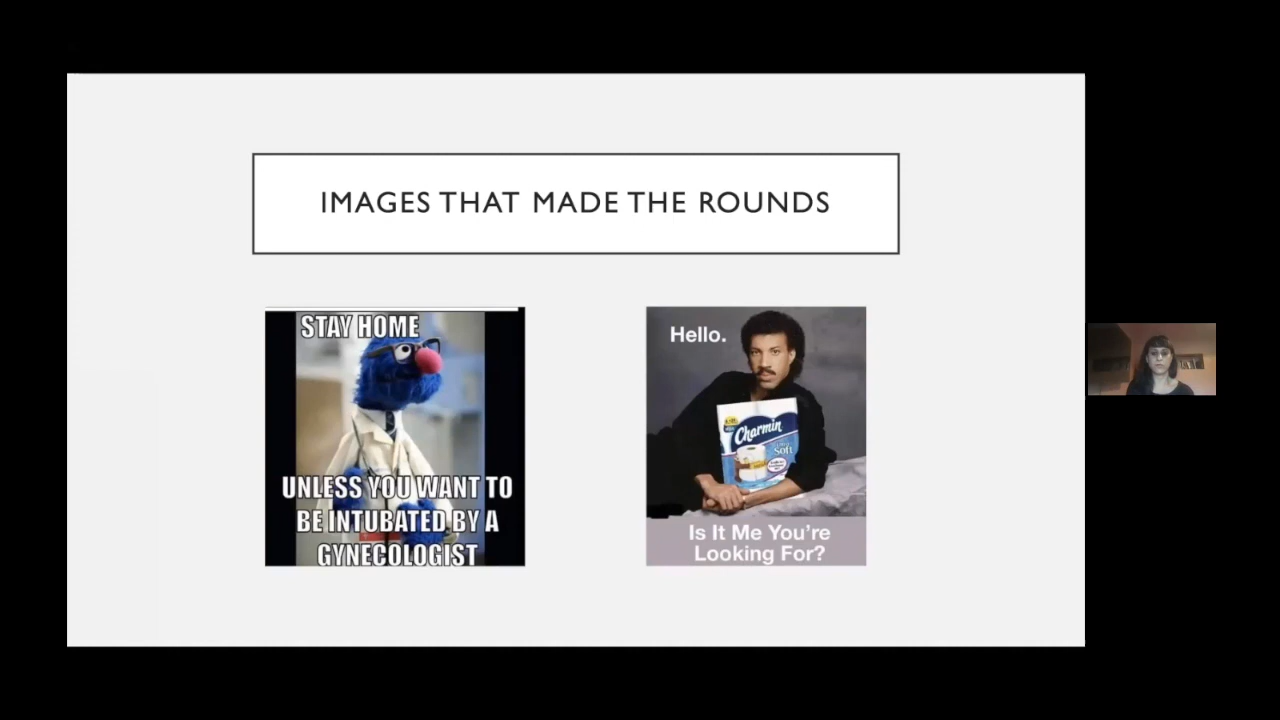 IMAGES THAT MADE THE ROUNDS
STAY HOME
UNLESS YOU WANT TO
BE INTUBATED BY A
GYNECOLOGIST
Hello.
Charmin
Soft
Is It Me You're
Looking For?